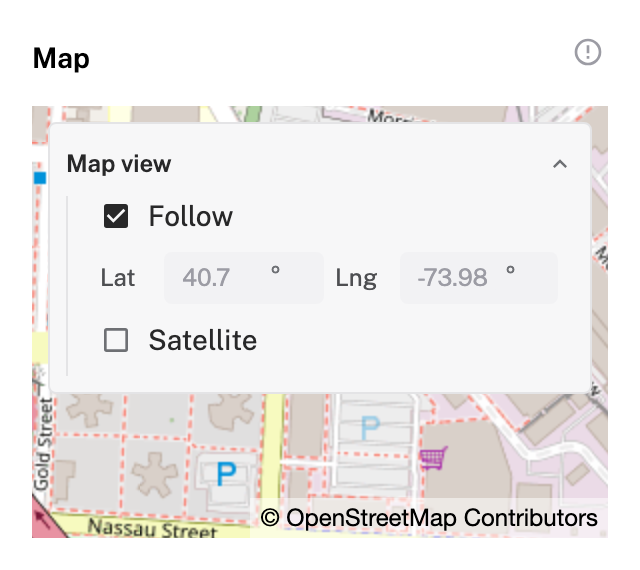 Map
Map view
Follow
Lat 40.7 ° Lng -73.98 °
Satellite
P
Gold Street
P
Nassau Street
© OpenStreetMap Contributors